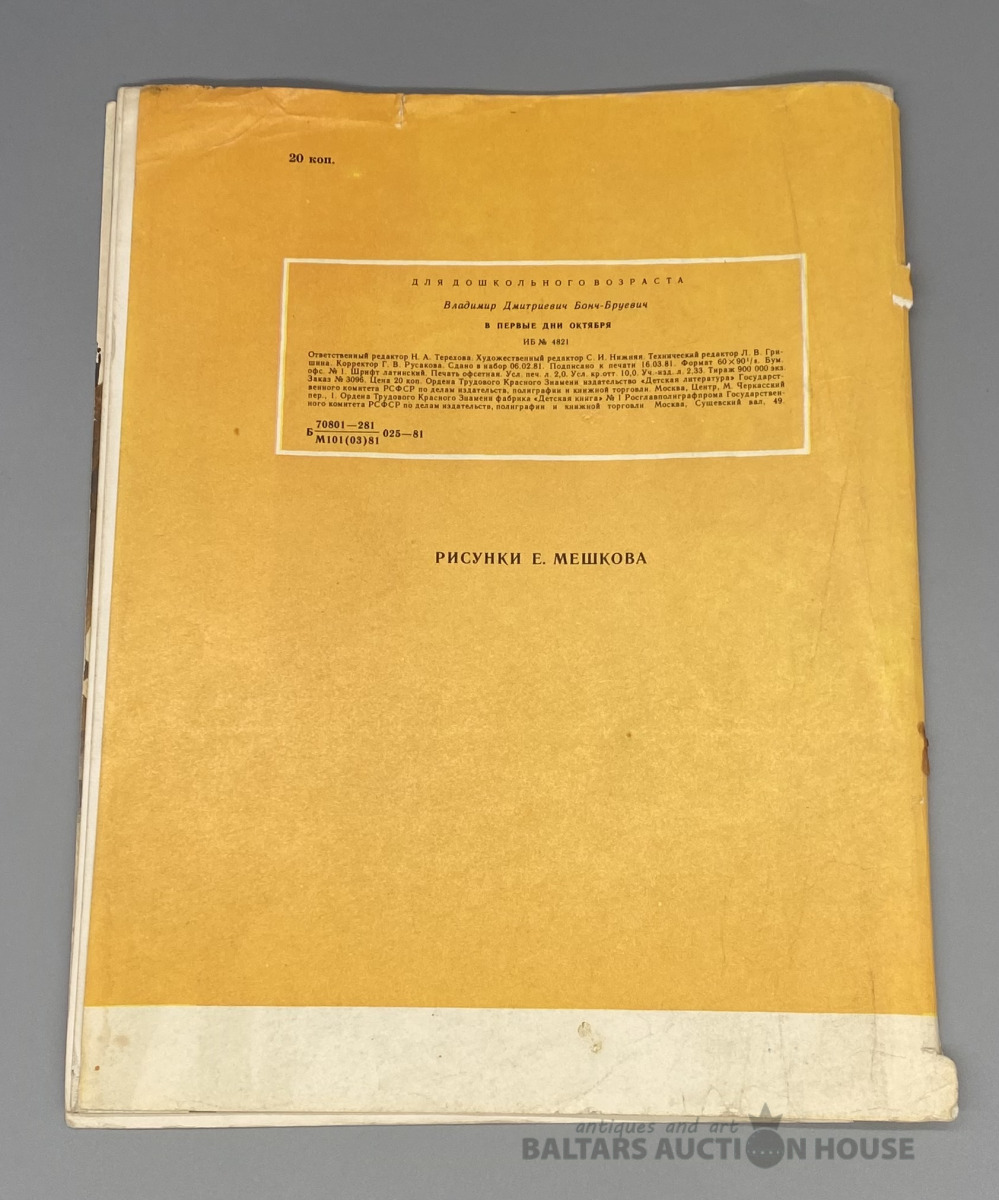 20 коп.
ДЛЯ ДОШКОЛЬНОГО ВОЗРАСТА
Владимир Дмитриевич Бонч-Бруевич
В ПЕРВЫЕ ДНИ ОКТЯБРЯ
ИБ № 4821
Ответственный редактор Н. А. Терехова. Художественный редактор С. И. Нижняя. Технический редактор Л. В. Гри-
шина. Корректор Г. В. Русакова. Сдано в набор 06.02.81. Подписано к печати 16.03.81. Формат 60×90¹/₈. Бум.
офс. № 1. Шрифт латинский. Печать офсетная. Усл. печ. л. 2,0. Усл. кр.отт. 10,0. Уч.-изд. л. 2,33. Тираж 900 000 экз.
Заказ № 3096. Цена 20 коп. Ордена Трудового Красного Знамени издательство «Детская литература» Государст-
венного комитета РСФСР по делам издательств, полиграфии и книжной торговли. Москва, Центр, М. Черкасский
пер., 1. Ордена Трудового Красного Знамени фабрика «Детская книга» № 1 Росглавполиграфпрома Государствен-
ного комитета РСФСР по делам издательств, полиграфии и книжной торговли Москва, Сущевский вал, 49.
Б 70801—281 025—81
М101(03)81
РИСУНКИ Е. МЕШКОВА
antiques and art
BALTARS AUCTION HOUSE